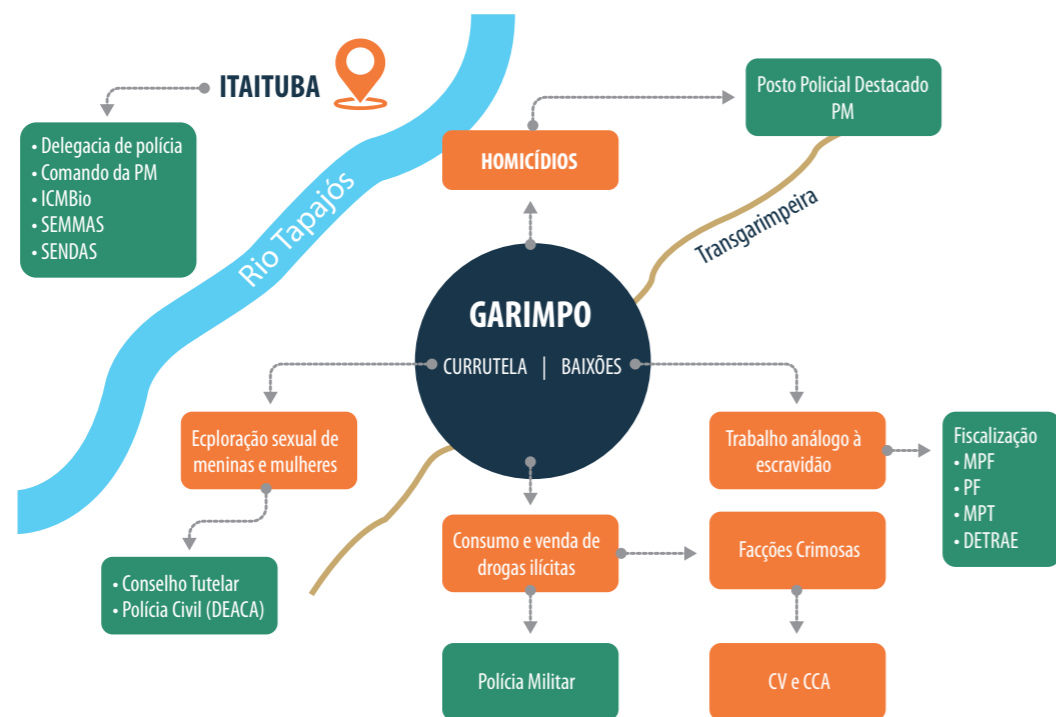 ITAITUBA
• Delegacia de polícia
• Comando da PM
• ICMBio
• SEMMAS
• SENDAS
Rio Tapajós
HOMICÍDIOS
Posto Policial Destacado
PM
Transgarimpeira
GARIMPO
CURRUTELA | BAIXÕES
Ecploração sexual de
meninas e mulheres
• Conselho Tutelar
• Polícia Civil (DEACA)
Consumo e venda de
drogas ilícitas
Polícia Militar
Trabalho análogo à
escravidão
Fiscalização
• MPF
• PF
• MPT
• DETRAE
Facções Crimosas
CV e CCA